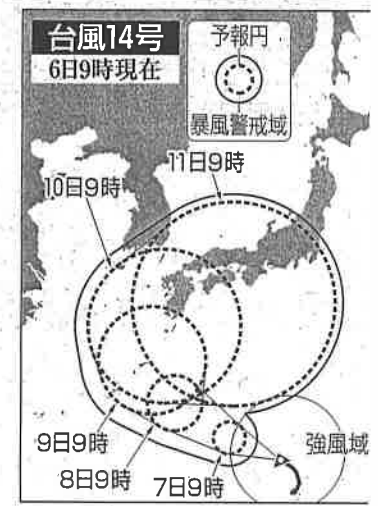 台風14号
6日9時現在
予報円
暴風警戒域
11日9時
10日9時
強風域
9日9時
8日9時
7日9時